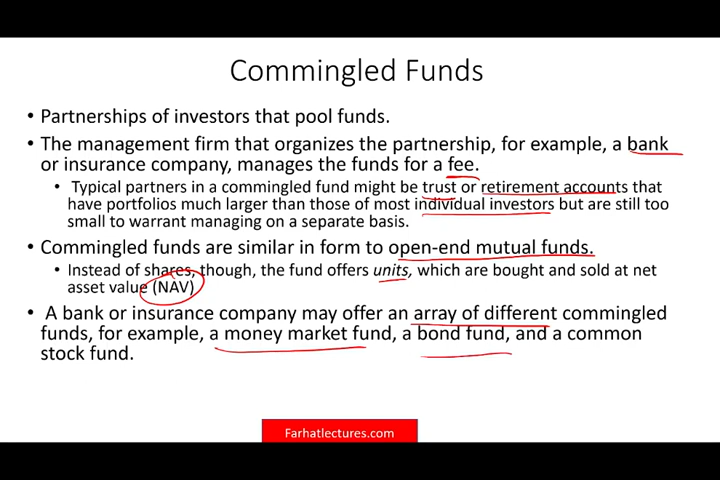 Commingled Funds
• Partnerships of investors that pool funds.
• The management firm that organizes the partnership, for example, a bank
or insurance company, manages the funds for a fee.
• Typical partners in a commingled fund might be trust or retirement accounts that
have portfolios much larger than those of most individual investors but are still too
small to warrant managing on a separate basis.
• Commingled funds are similar in form to open-end mutual funds.
• Instead of shares, though, the fund offers units, which are bought and sold at net
asset value (NAV)
• A bank or insurance company may offer an array of different commingled
funds, for example, a money market fund, a bond fund, and a common
stock fund.
Farhatlectures.com